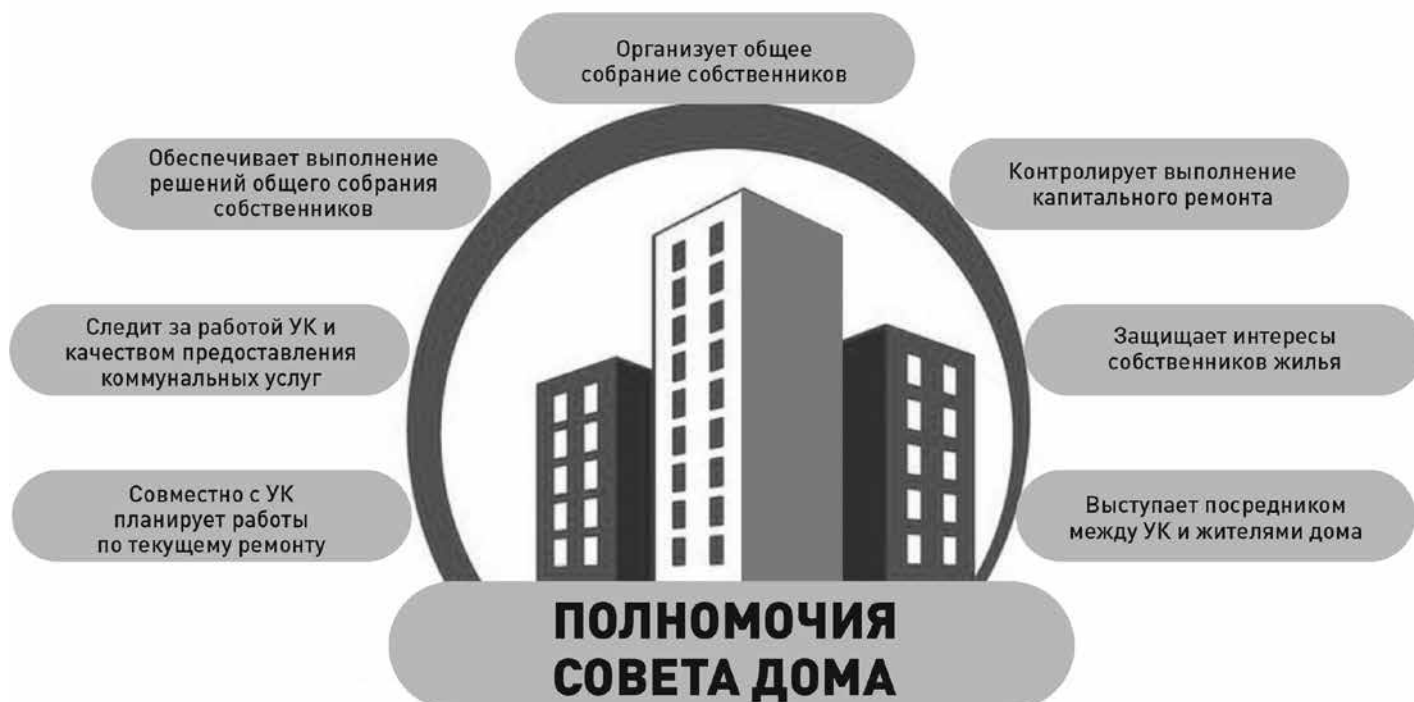 Организует общее
собрание собственников
Обеспечивает выполнение
решений общего собрания
собственников
Контролирует выполнение
капитального ремонта
Следит за работой УК и
качеством предоставления
коммунальных услуг
Защищает интересы
собственников жилья
Совместно с УК
планирует работы
по текущему ремонту
Выступает посредником
между УК и жителями дома
ПОЛНОМОЧИЯ
СОВЕТА ДОМА